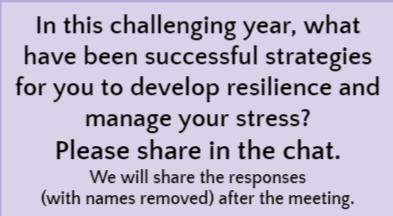 In this challenging year, what
have been successful strategies
for you to develop resilience and
manage your stress?
Please share in the chat.
We will share the responses
(with names removed) after the meeting.